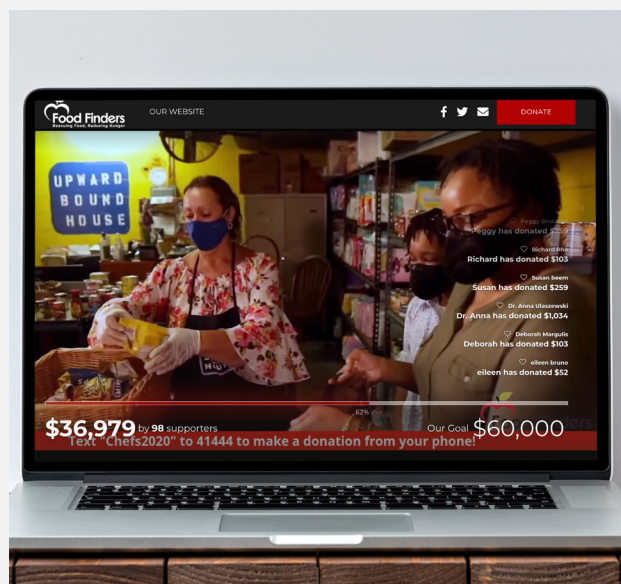 Food Finders
Rescuing Food, Reducing Hunger
OUR WEBSITE
DONATE
UPWARD
BOUND
HOUSE
Peggy
Peggy has donated $259
Richard Rho
Richard has donated $103
Susan beem
Susan has donated $259
Dr. Anna Ulaszewski
Dr. Anna has donated $1,034
Deborah Margulis
Deborah has donated $103
eileen bruno
eileen has donated $52
62%
$36,979 by 98 supporters
Our Goal $60,000
Text "Chefs2020" to 41444 to make a donation from your phone!